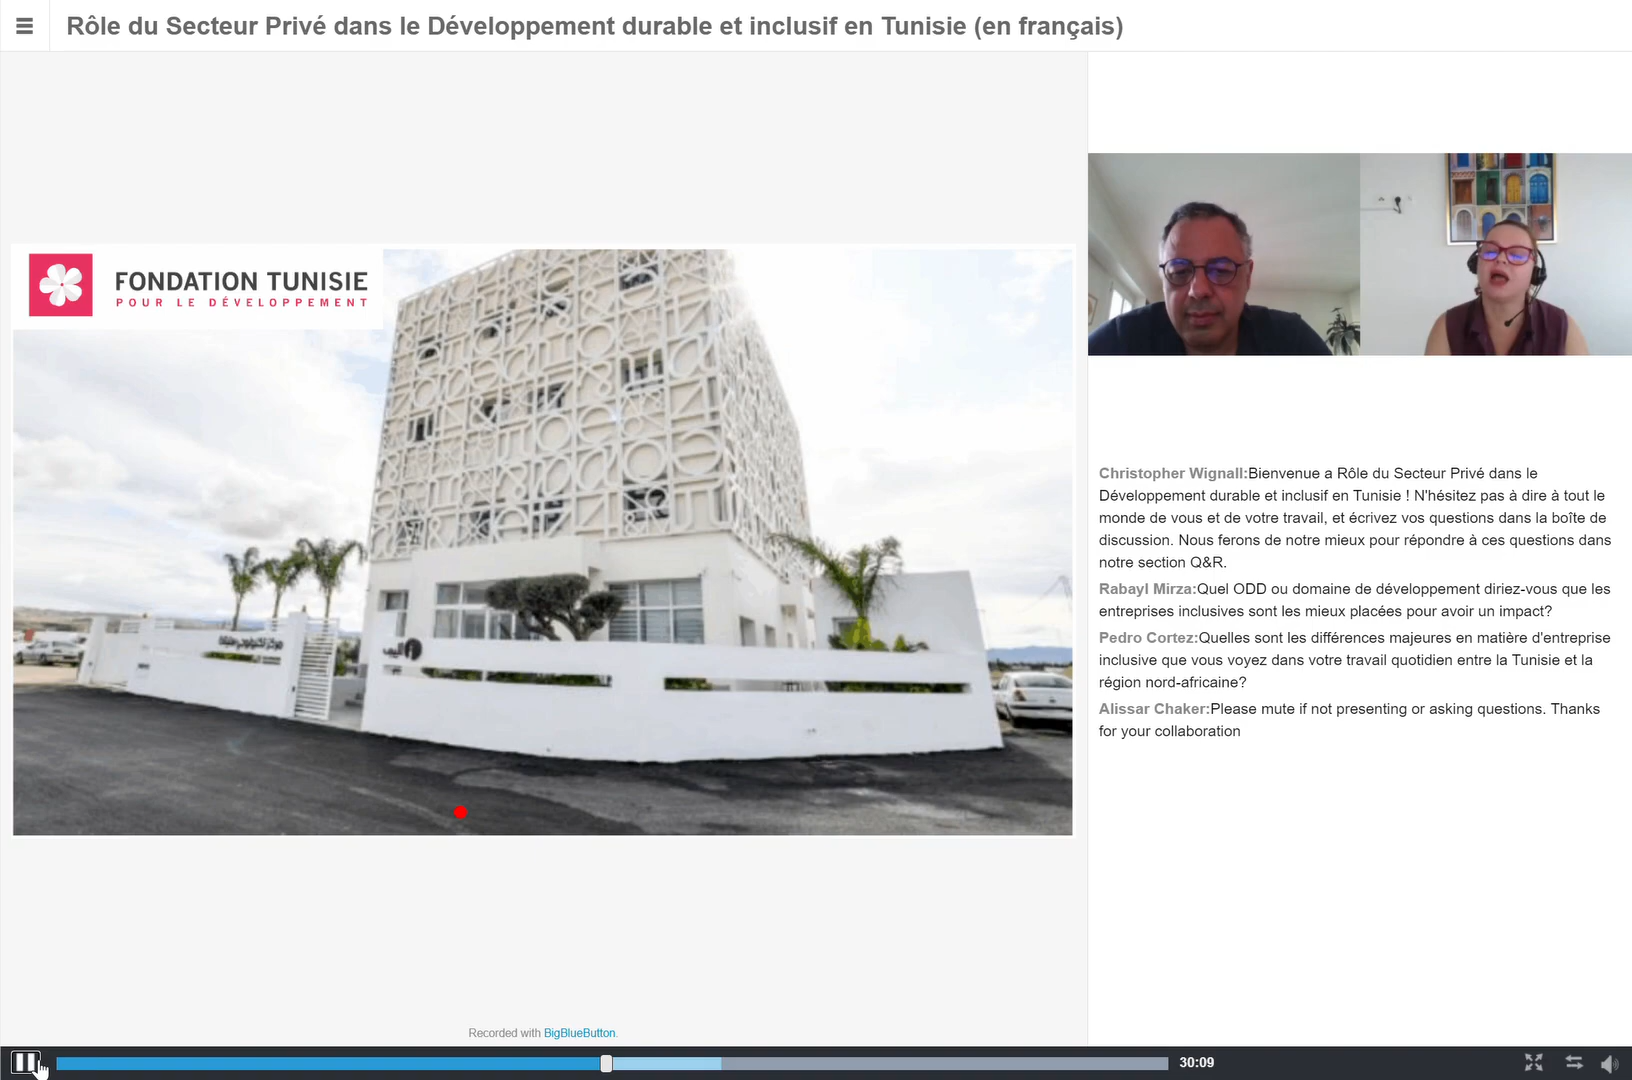 Rôle du Secteur Privé dans le Développement durable et inclusif en Tunisie (en français)
FONDATION TUNISIE
POUR LE DÉVELOPPEMENT
Christopher Wignall:Bienvenue a Rôle du Secteur Privé dans le
Développement durable et inclusif en Tunisie ! N'hésitez pas à dire à tout le
monde de vous et de votre travail, et écrivez vos questions dans la boîte de
discussion. Nous ferons de notre mieux pour répondre à ces questions dans
notre section Q&R.
Rabayl Mirza:Quel ODD ou domaine de développement diriez-vous que les
entreprises inclusives sont les mieux placées pour avoir un impact?
Pedro Cortez:Quelles sont les différences majeures en matière d'entreprise
inclusive que vous voyez dans votre travail quotidien entre la Tunisie et la
région nord-africaine?
Alissar Chaker:Please mute if not presenting or asking questions. Thanks
for your collaboration
Recorded with BigBlueButton.
30:09